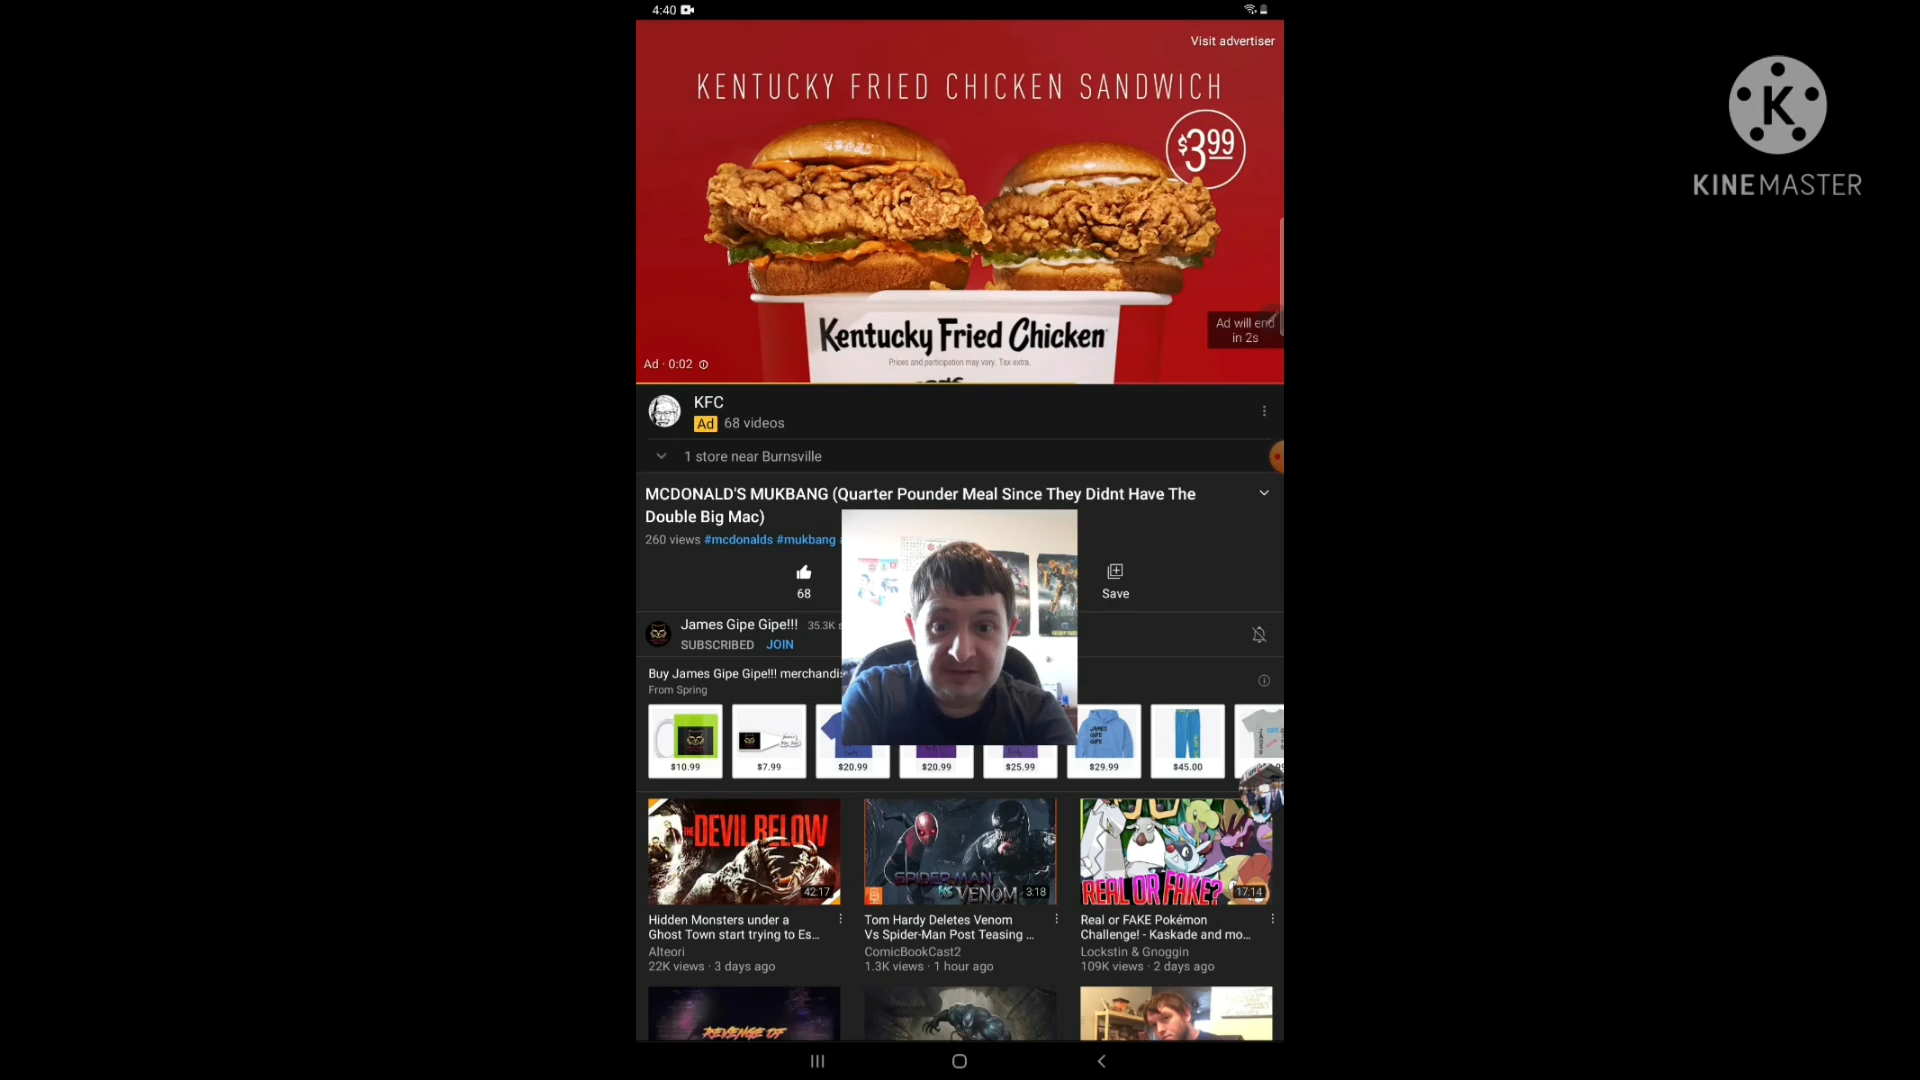 4:40
Visit advertiser
KENTUCKY FRIED CHICKEN SANDWICH
$3.99
Kentucky Fried Chicken
Prices and participation may vary. Tax extra.
Ad will end
in 2s
Ad · 0:02
KINEMASTER
KFC
Ad 68 videos
1 store near Burnsville
MCDONALD'S MUKBANG (Quarter Pounder Meal Since They Didnt Have The
Double Big Mac)
260 views #mcdonalds #mukbang
68
Save
James Gipe Gipe!!! 35.3K
SUBSCRIBED JOIN
Buy James Gipe Gipe!!!
From Spring
JAMES
GIPE
GIPE
$10.99
$7.99
$20.99
$20.99
$25.99
$29.99
$45.00
THE DEVIL BELOW
42:17
SPIDER-MAN
VS VENOM
3:18
REAL OR FAKE?
17:14
Hidden Monsters under a
Ghost Town start trying to Es...
Alteori
22K views · 3 days ago
Tom Hardy Deletes Venom
Vs Spider-Man Post Teasing ...
ComicBookCast2
1.3K views · 1 hour ago
Real or FAKE Pokémon
Challenge! - Kaskade and mo...
Lockstin & Gnoggin
109K views · 2 days ago
REVENGE OF